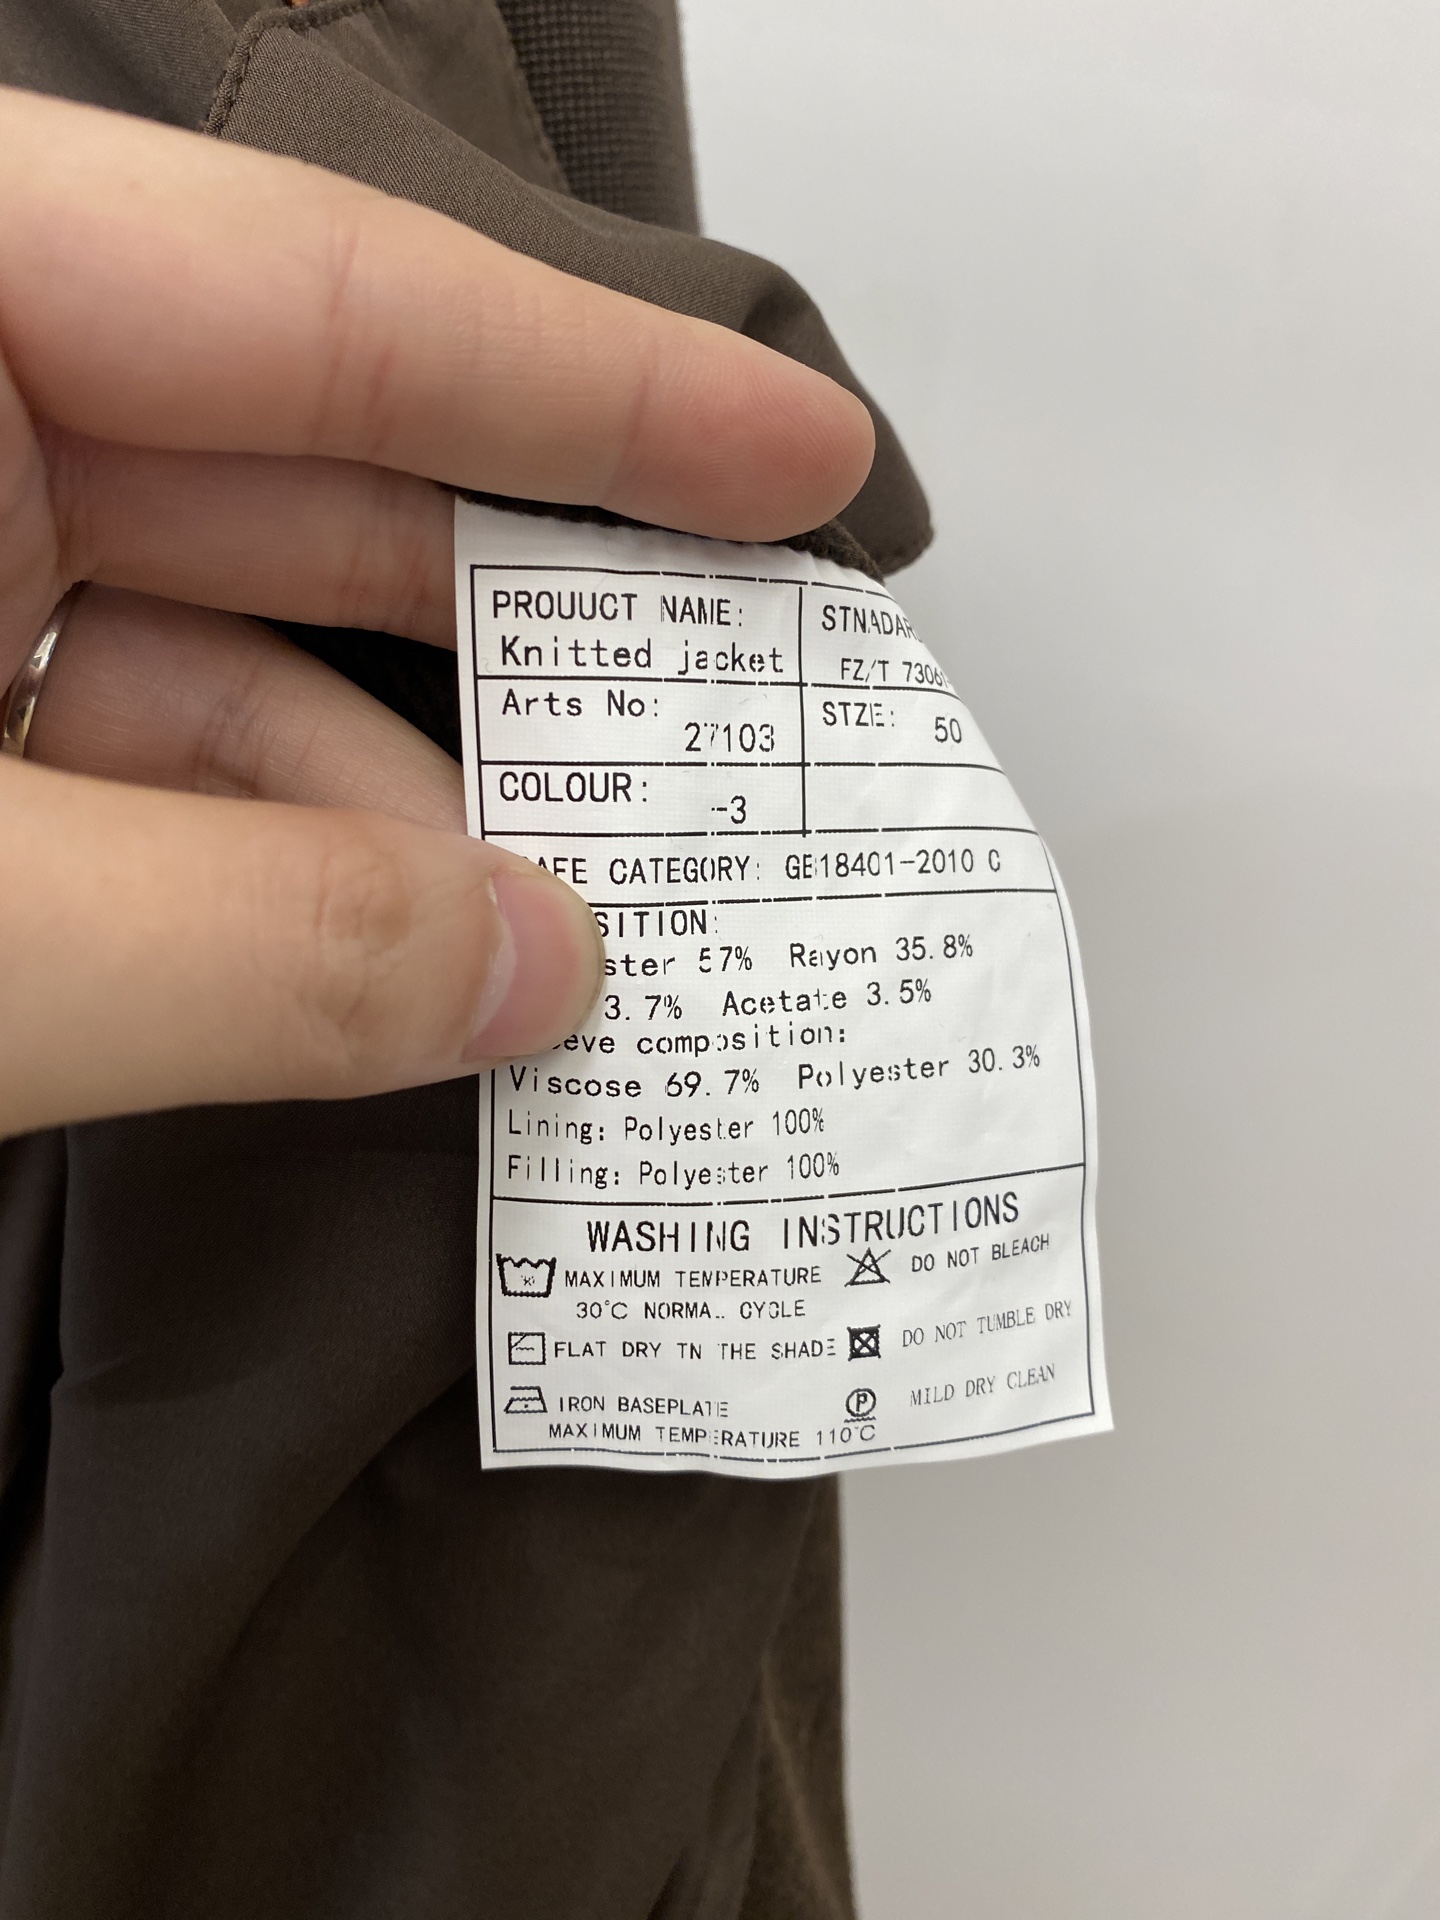 PROUUCT NAME:
Knitted jacket
STNADAR
FZ/T 7306
Arts No:
27103
STZE: 50
COLOUR:
-3
AFE CATEGORY: GB18401-2010 C
SITION:
ster 57% Rayon 35.8%
3.7% Acetate 3.5%
eve composition:
Viscose 69.7% Polyester 30.3%
Lining: Polyester 100%
Filling: Polyester 100%
WASHING INSTRUCTIONS
MAXIMUM TEMPERATURE
30°C NORMAL CYCLE
DO NOT BLEACH
FLAT DRY TN THE SHADE
DO NOT TUMBLE DRY
IRON BASEPLATE
MAXIMUM TEMPERATURE 110°C
P
MILD DRY CLEAN